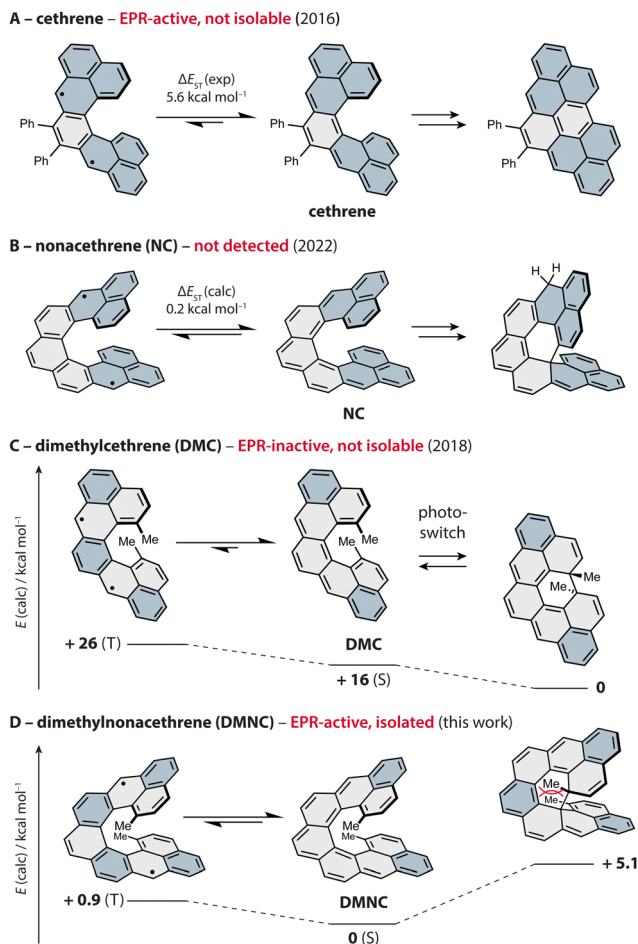 A – cethrene – EPR-active, not isolable (2016)
ΔE_ST (exp)
5.6 kcal mol⁻¹
Ph
Ph
Ph
Ph
Ph
Ph
cethrene
B – nonacethrene (NC) – not detected (2022)
H H
ΔE_ST (calc)
0.2 kcal mol⁻¹
NC
C – dimethylcethrene (DMC) – EPR-inactive, not isolable (2018)
E (calc) / kcal mol⁻¹
photo-
switch
Me
Me
Me
Me
Me
Me
+ 26 (T)
DMC
+ 16 (S)
0
D – dimethylnonacethrene (DMNC) – EPR-active, isolated (this work)
E (calc) / kcal mol⁻¹
Me
Me
Me
Me
Me
Me
+ 5.1
+ 0.9 (T)
DMNC
0 (S)